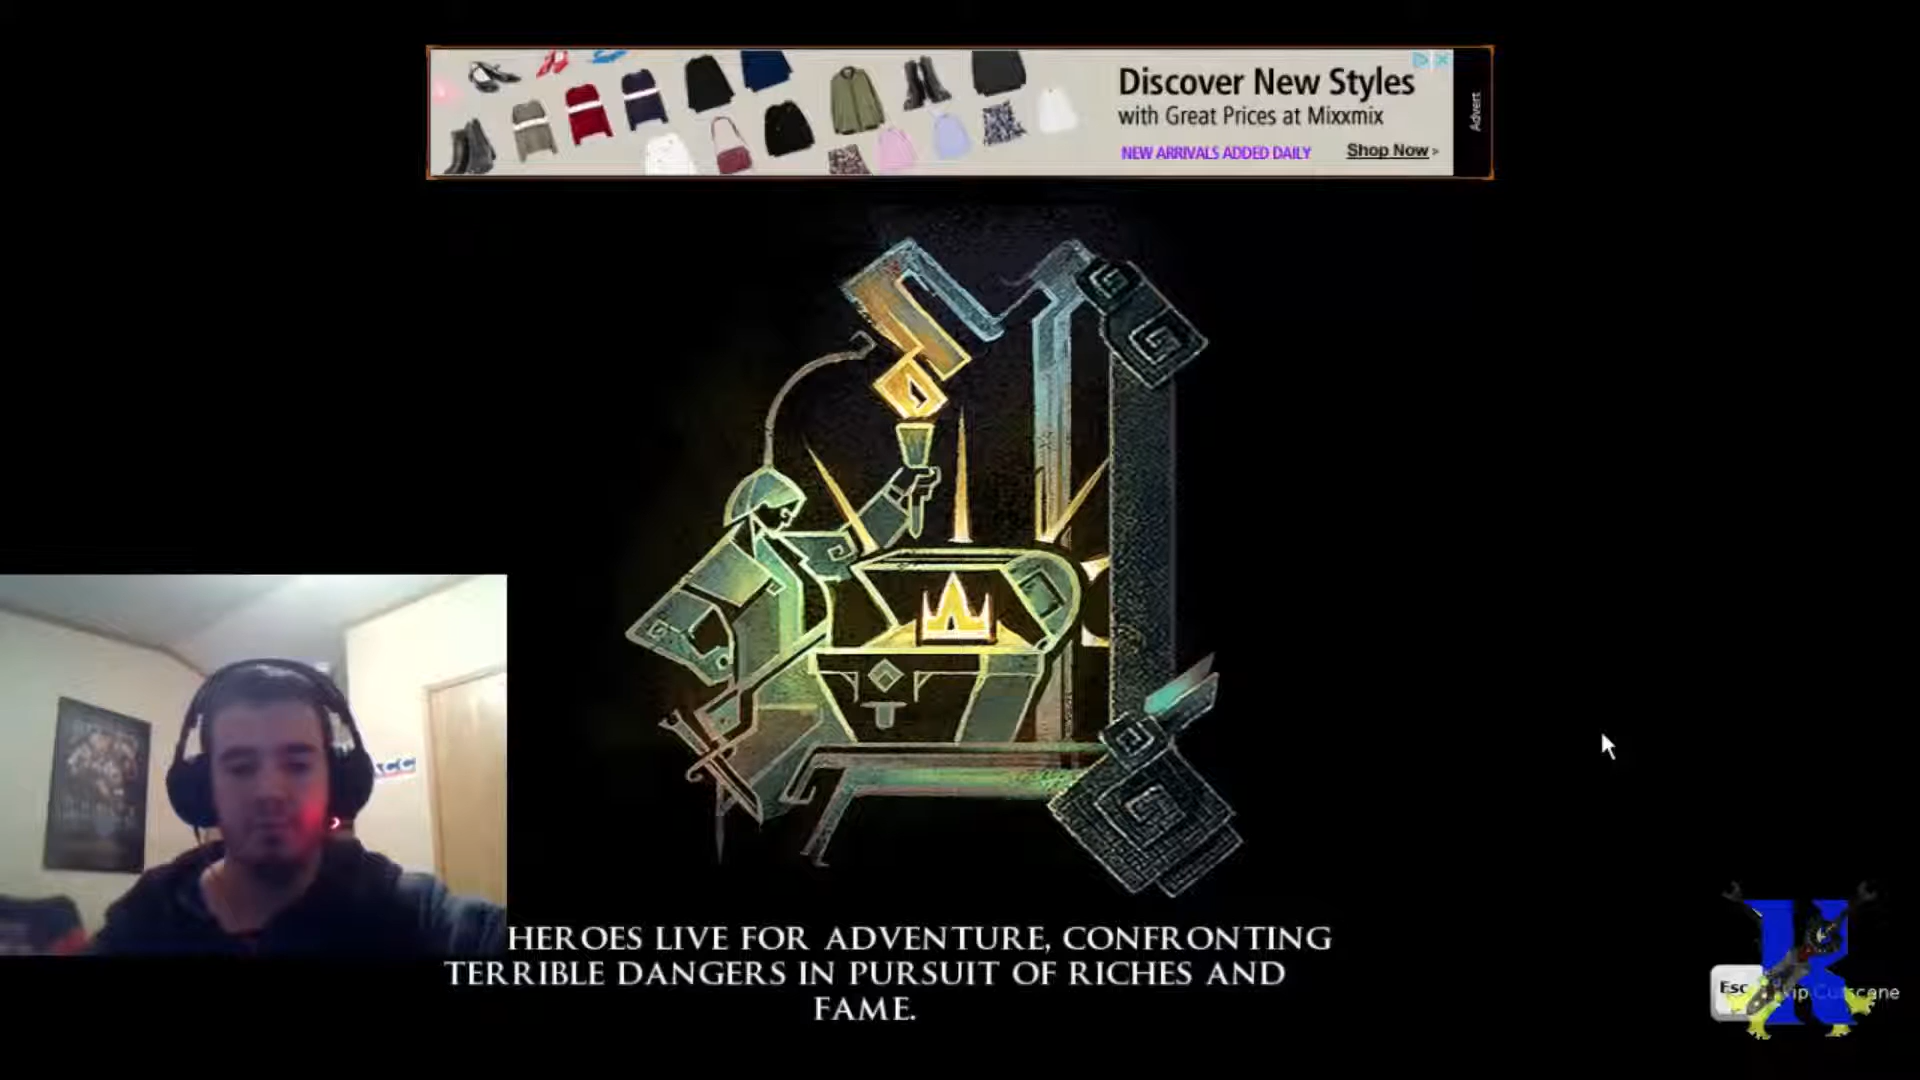 Discover New Styles
with Great Prices at Mixxmix
NEW ARRIVALS ADDED DAILY
Shop Now >
Advert
HEROES LIVE FOR ADVENTURE, CONFRONTING
TERRIBLE DANGERS IN PURSUIT OF RICHES AND
FAME.
Esc